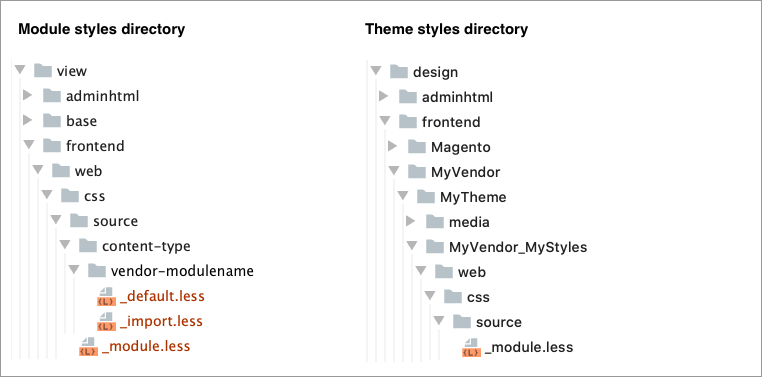 Module styles directory
view
adminhtml
base
frontend
web
css
source
content-type
vendor-modulename
{L} _default.less
{L} _import.less
{L} _module.less
Theme styles directory
design
adminhtml
frontend
Magento
MyVendor
MyTheme
media
MyVendor_MyStyles
web
css
source
{L} _module.less